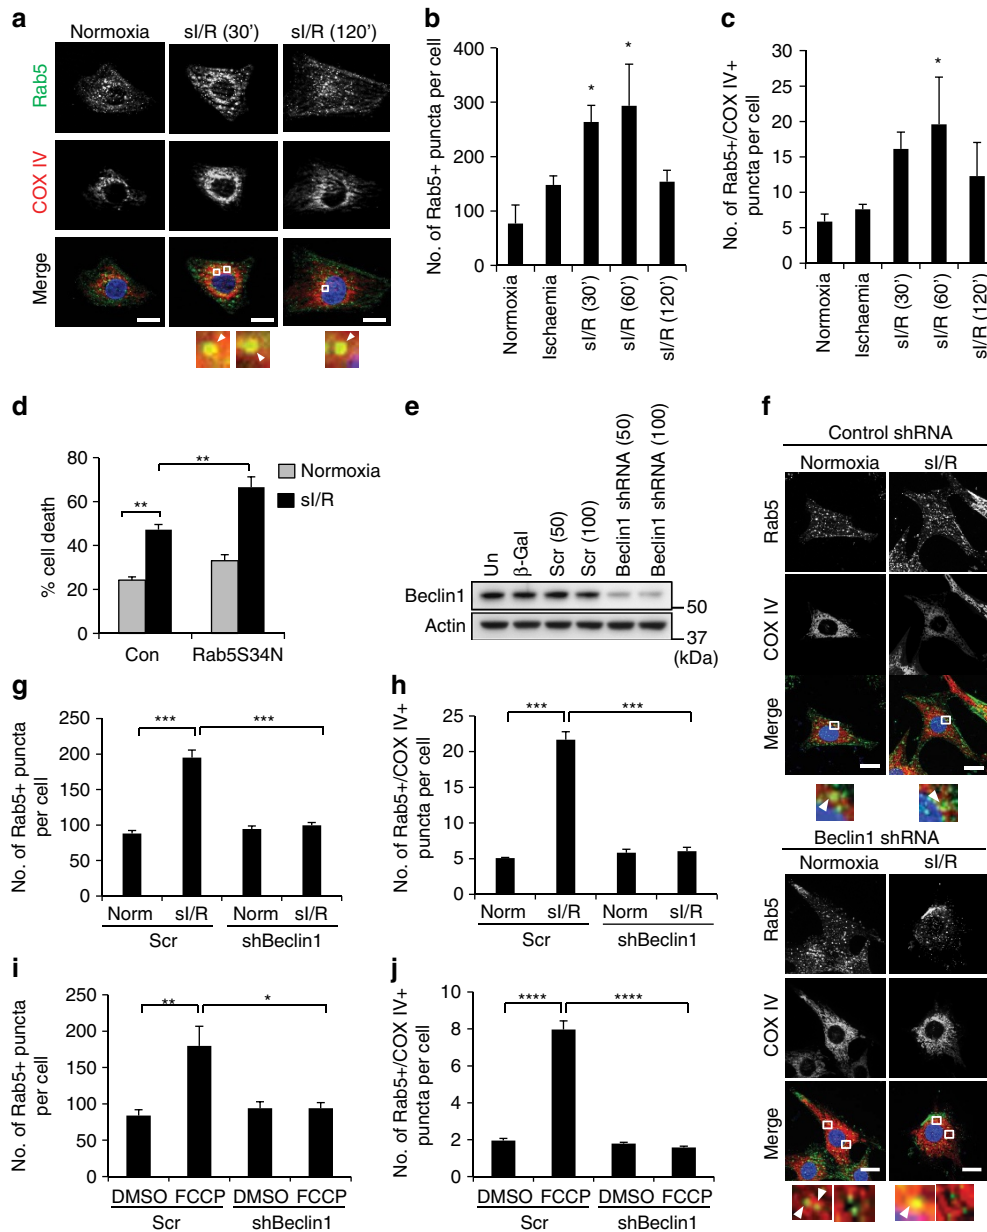 a
Normoxia
sI/R (30′)
sI/R (120′)
Rab5
COX IV
Merge
b
No. of Rab5+ puncta per cell
400
300
200
100
0
*
*
Normoxia
Ischaemia
sI/R (30′)
sI/R (60′)
sI/R (120′)
c
No. of Rab5+/COX IV+
puncta per cell
30
25
20
15
10
5
0
*
Normoxia
Ischaemia
sI/R (30′)
sI/R (60′)
sI/R (120′)
d
% cell death
80
60
40
20
0
**
**
Normoxia
sI/R
Con
Rab5S34N
e
Un
β-Gal
Scr (50)
Scr (100)
Beclin1 shRNA (50)
Beclin1 shRNA (100)
Beclin1
Actin
50
37
(kDa)
f
Control shRNA
Normoxia
sI/R
Rab5
COX IV
Merge
Beclin1 shRNA
Normoxia
sI/R
Rab5
COX IV
Merge
g
No. of Rab5+ puncta
per cell
250
200
150
100
50
0
***
***
Norm
sI/R
Norm
sI/R
Scr
shBeclin1
h
No. of Rab5+/COX IV+
puncta per cell
25
20
15
10
5
0
***
***
Norm
sI/R
Norm
sI/R
Scr
shBeclin1
i
No. of Rab5+ puncta
per cell
250
200
150
100
50
0
**
*
DMSO
FCCP
DMSO
FCCP
Scr
shBeclin1
j
No. of Rab5+/COX IV+
puncta per cell
10
8
6
4
2
0
****
****
DMSO
FCCP
DMSO
FCCP
Scr
shBeclin1